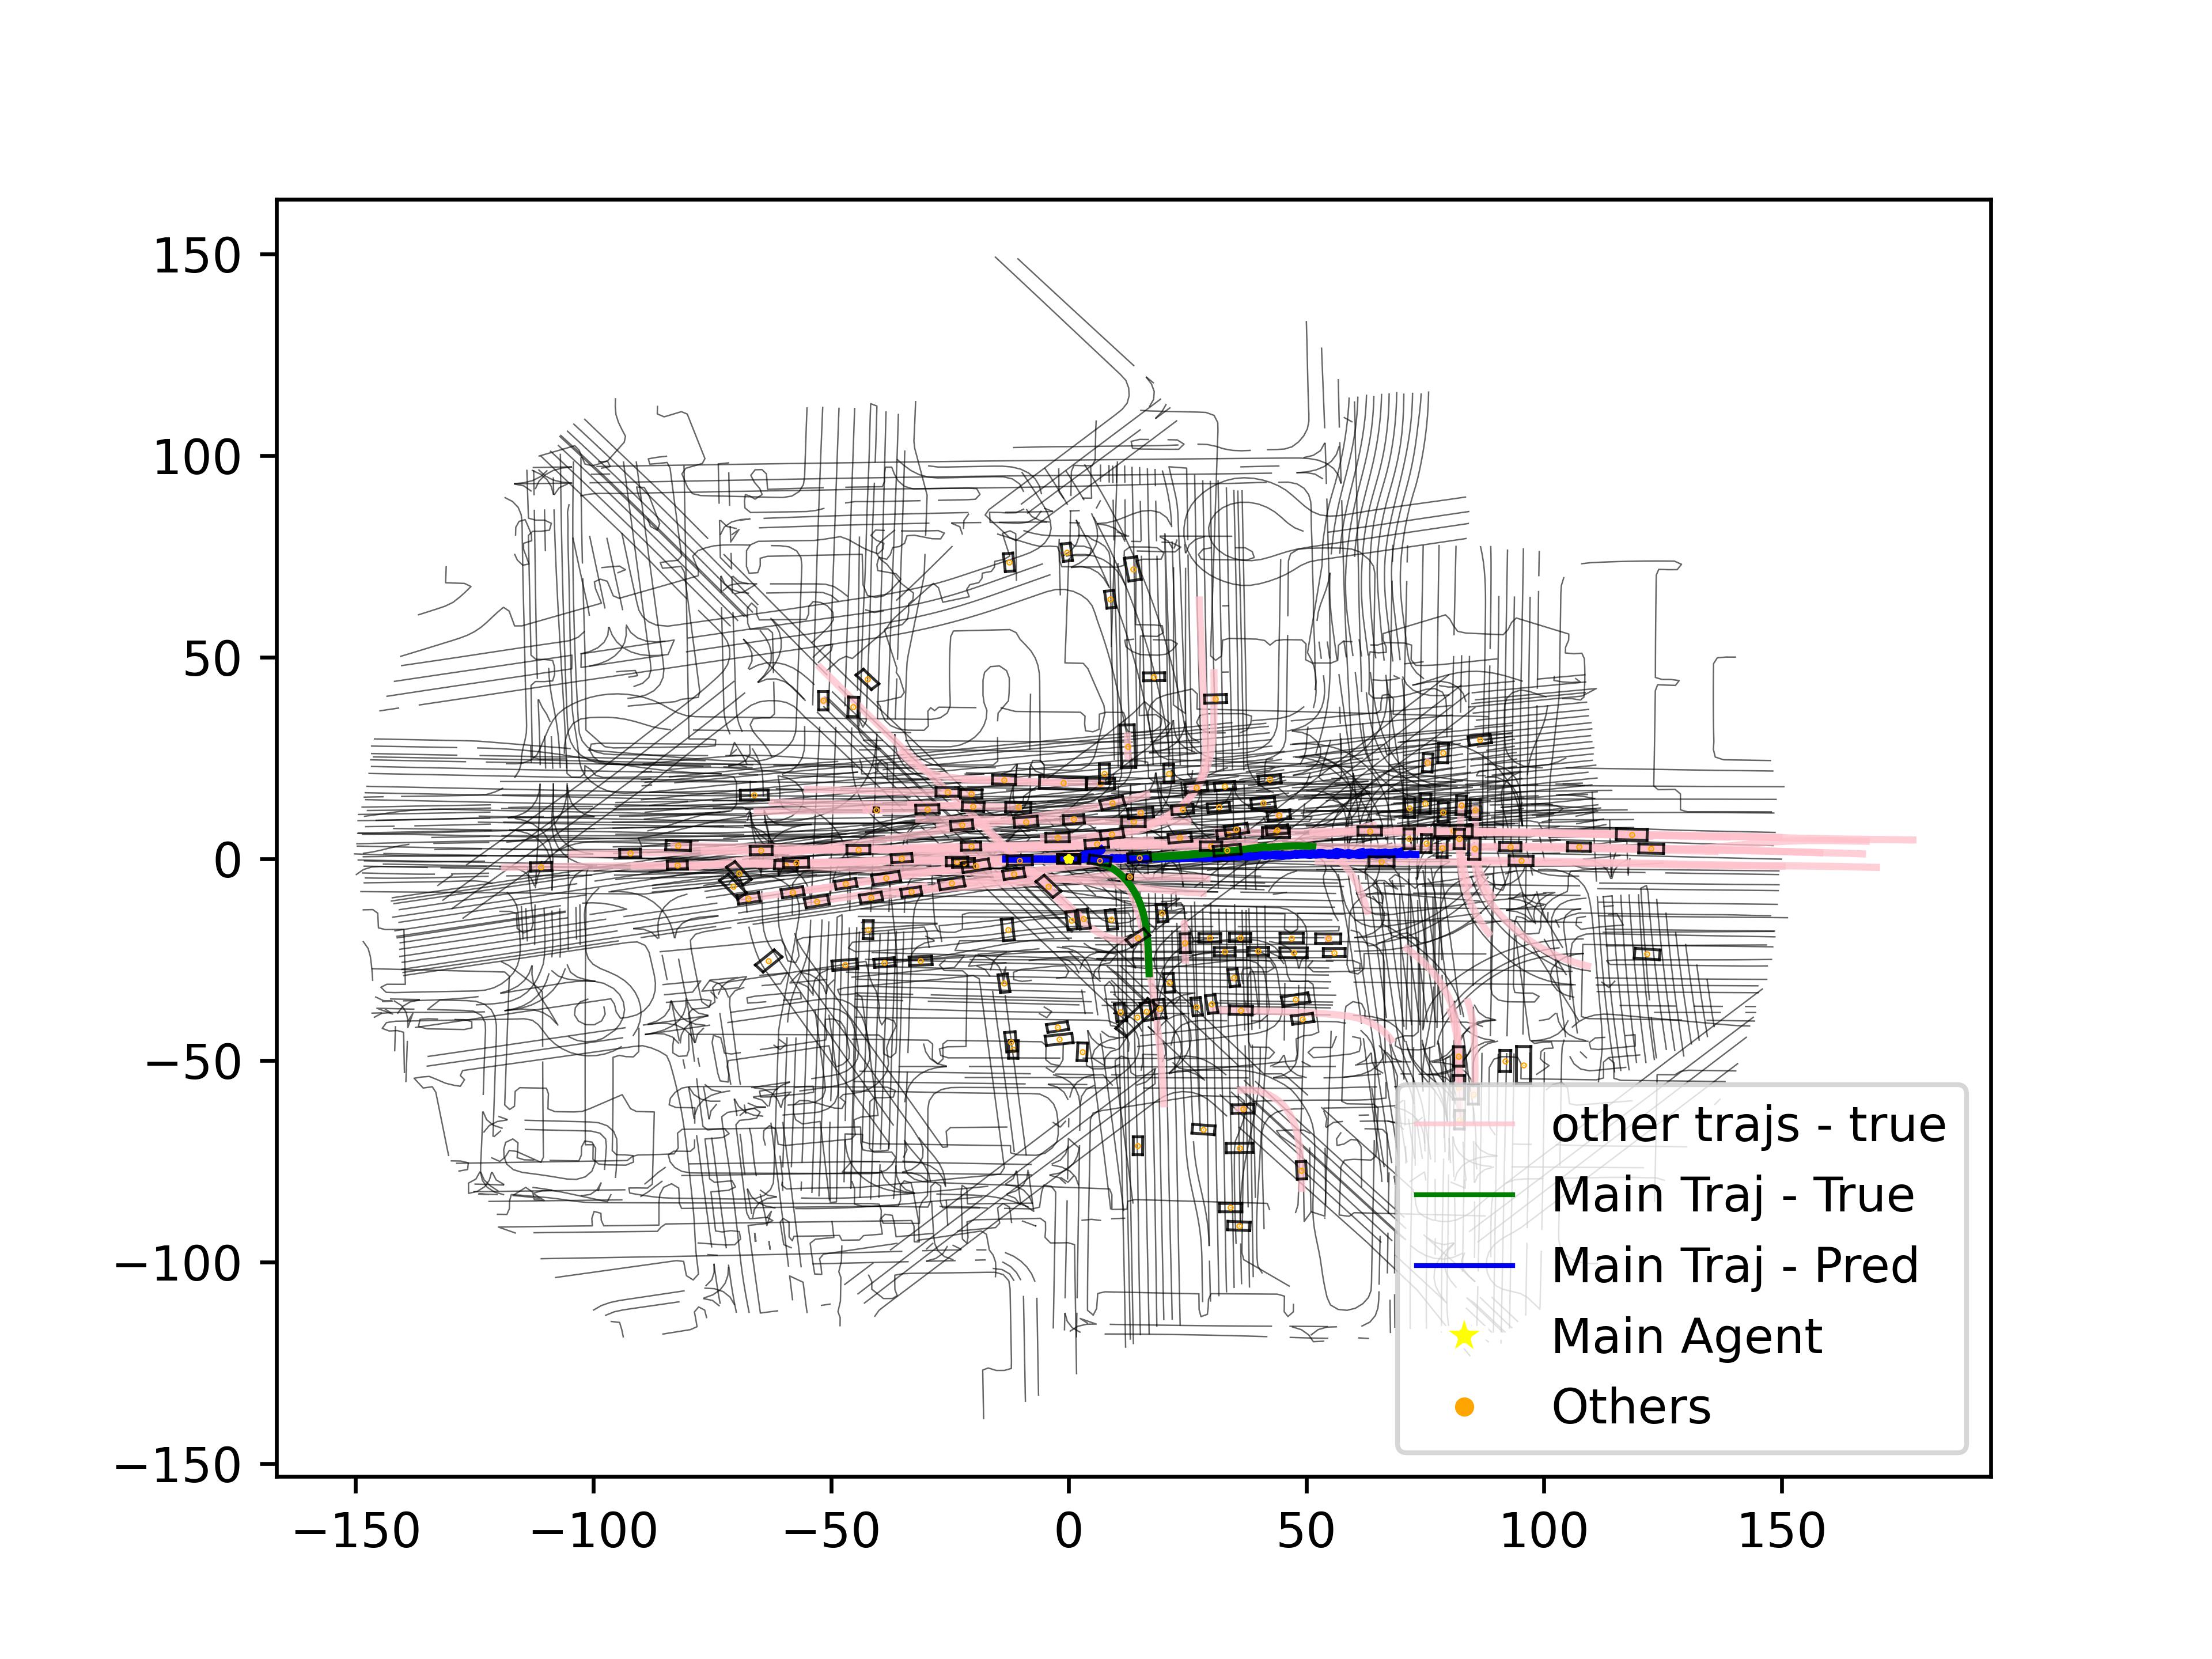 150
100
50
0
−50
−100
−150
−150
−100
−50
0
50
100
150
other trajs - true
Main Traj - True
Main Traj - Pred
Main Agent
Others